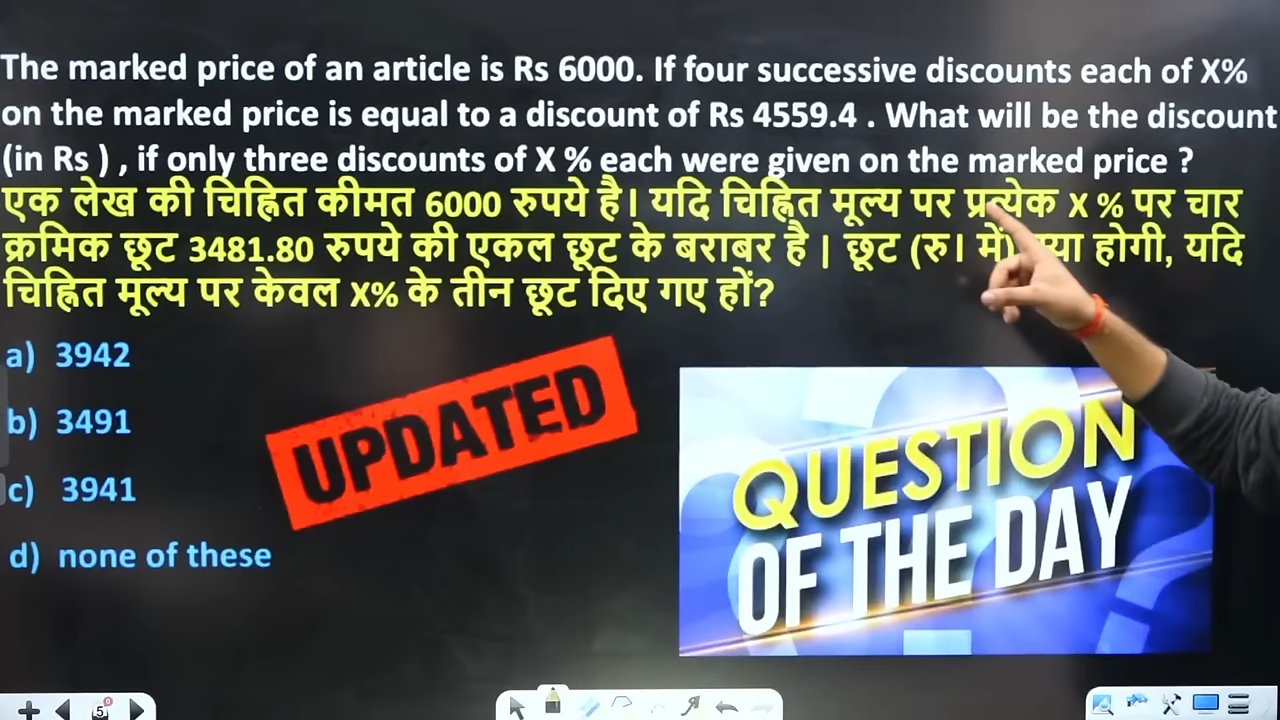 The marked price of an article is Rs 6000. If four successive discounts each of X%
on the marked price is equal to a discount of Rs 4559.4 . What will be the discount
(in Rs ) , if only three discounts of X % each were given on the marked price ?
एक लेख की चिह्नित कीमत 6000 रुपये है। यदि चिह्नित मूल्य पर प्रत्येक X % पर चार
क्रमिक छूट 3481.80 रुपये की एकल छूट के बराबर है | छूट (रु। में) होगी, यदि
चिह्नित मूल्य पर केवल X% के तीन छूट दिए गए हों?
a) 3942
b) 3491
c) 3941
d) none of these
UPDATED
QUESTION
OF THE DAY
5